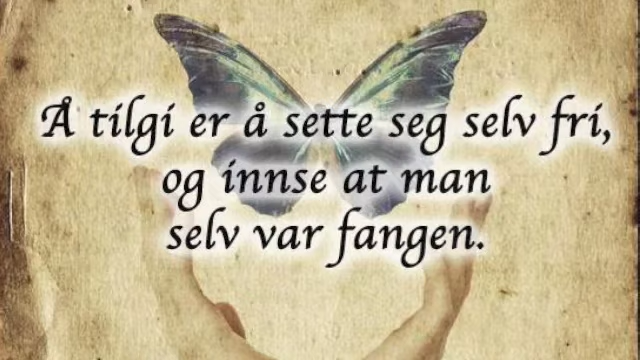 Å tilgi er å sette seg selv fri,
og innse at man
selv var fangen.